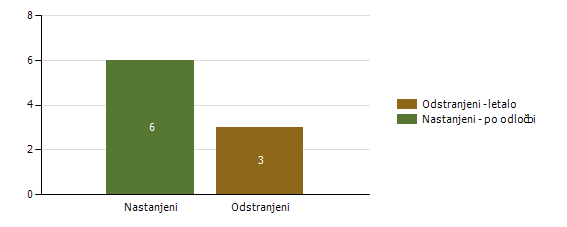 8
6
4
2
0
6
3
Nastanjeni
Odstranjeni
Odstranjeni - letalo
Nastanjeni - po odločbi